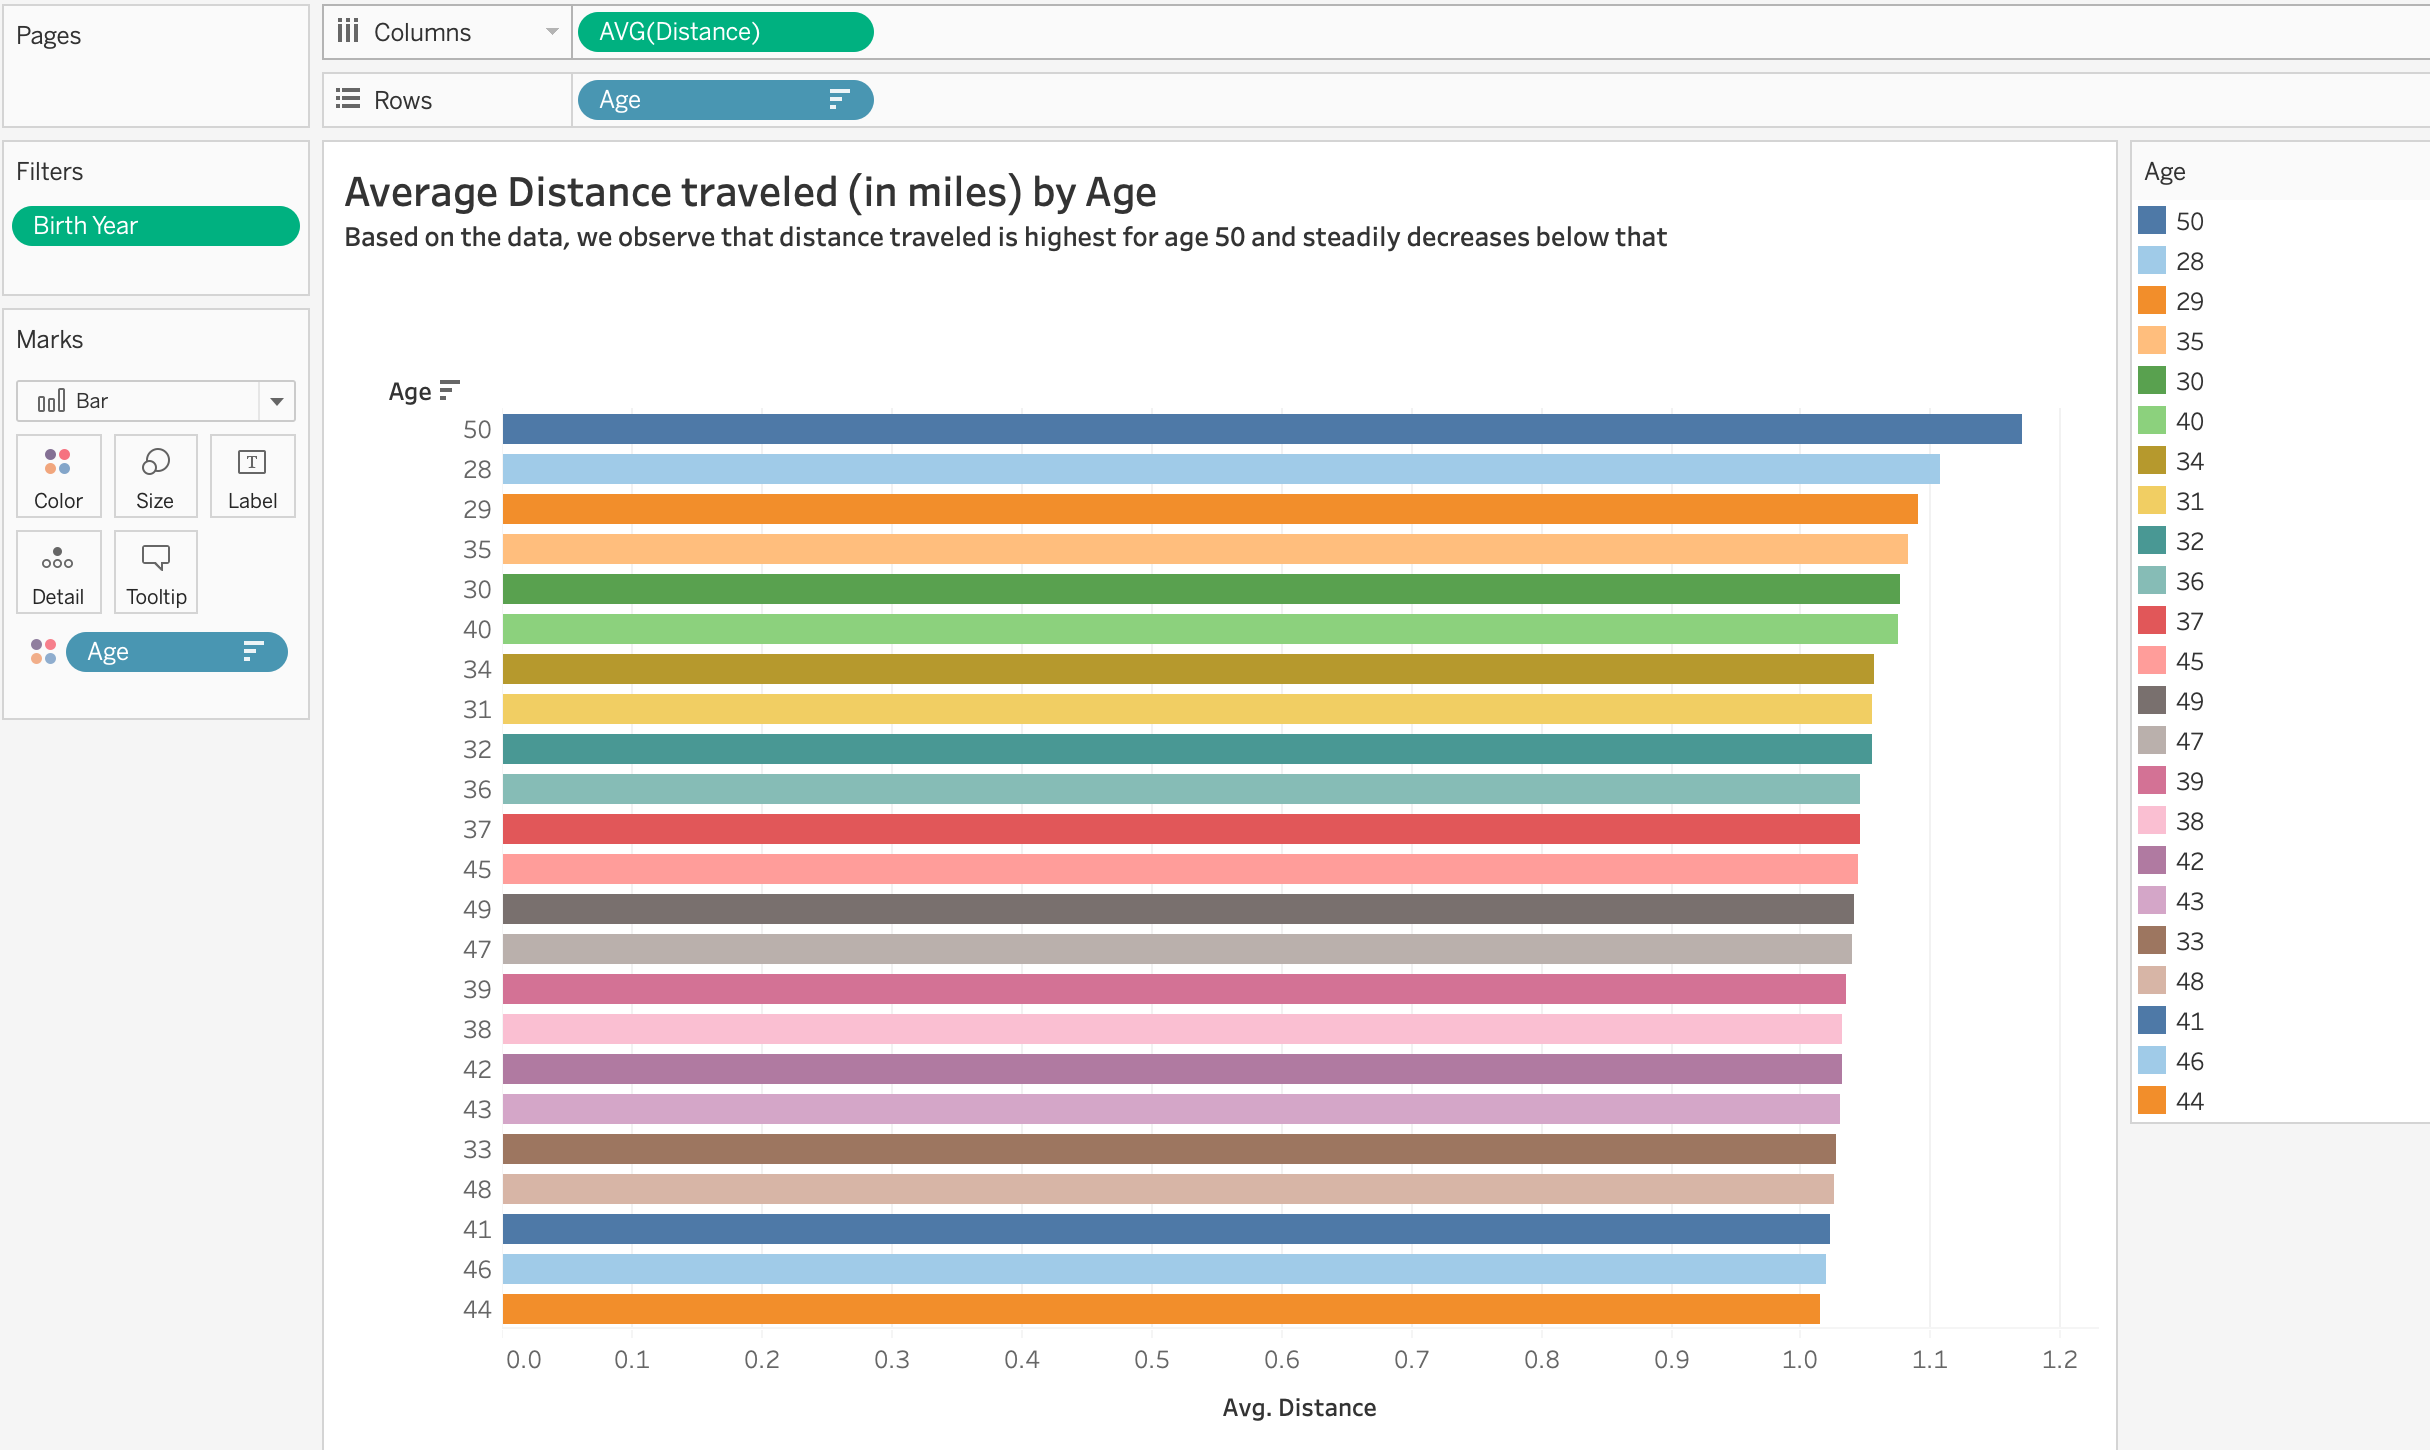 Pages
Columns
AVG(Distance)
Rows
Age
Filters
Birth Year
Marks
Bar
Color
Size
T
Label
Detail
Tooltip
Age
Average Distance traveled (in miles) by Age
Based on the data, we observe that distance traveled is highest for age 50 and steadily decreases below that
Age
50
28
29
35
30
40
34
31
32
36
37
45
49
47
39
38
42
43
33
48
41
46
44
0.0 0.1 0.2 0.3 0.4 0.5 0.6 0.7 0.8 0.9 1.0 1.1 1.2
Avg. Distance
Age
50
28
29
35
30
40
34
31
32
36
37
45
49
47
39
38
42
43
33
48
41
46
44